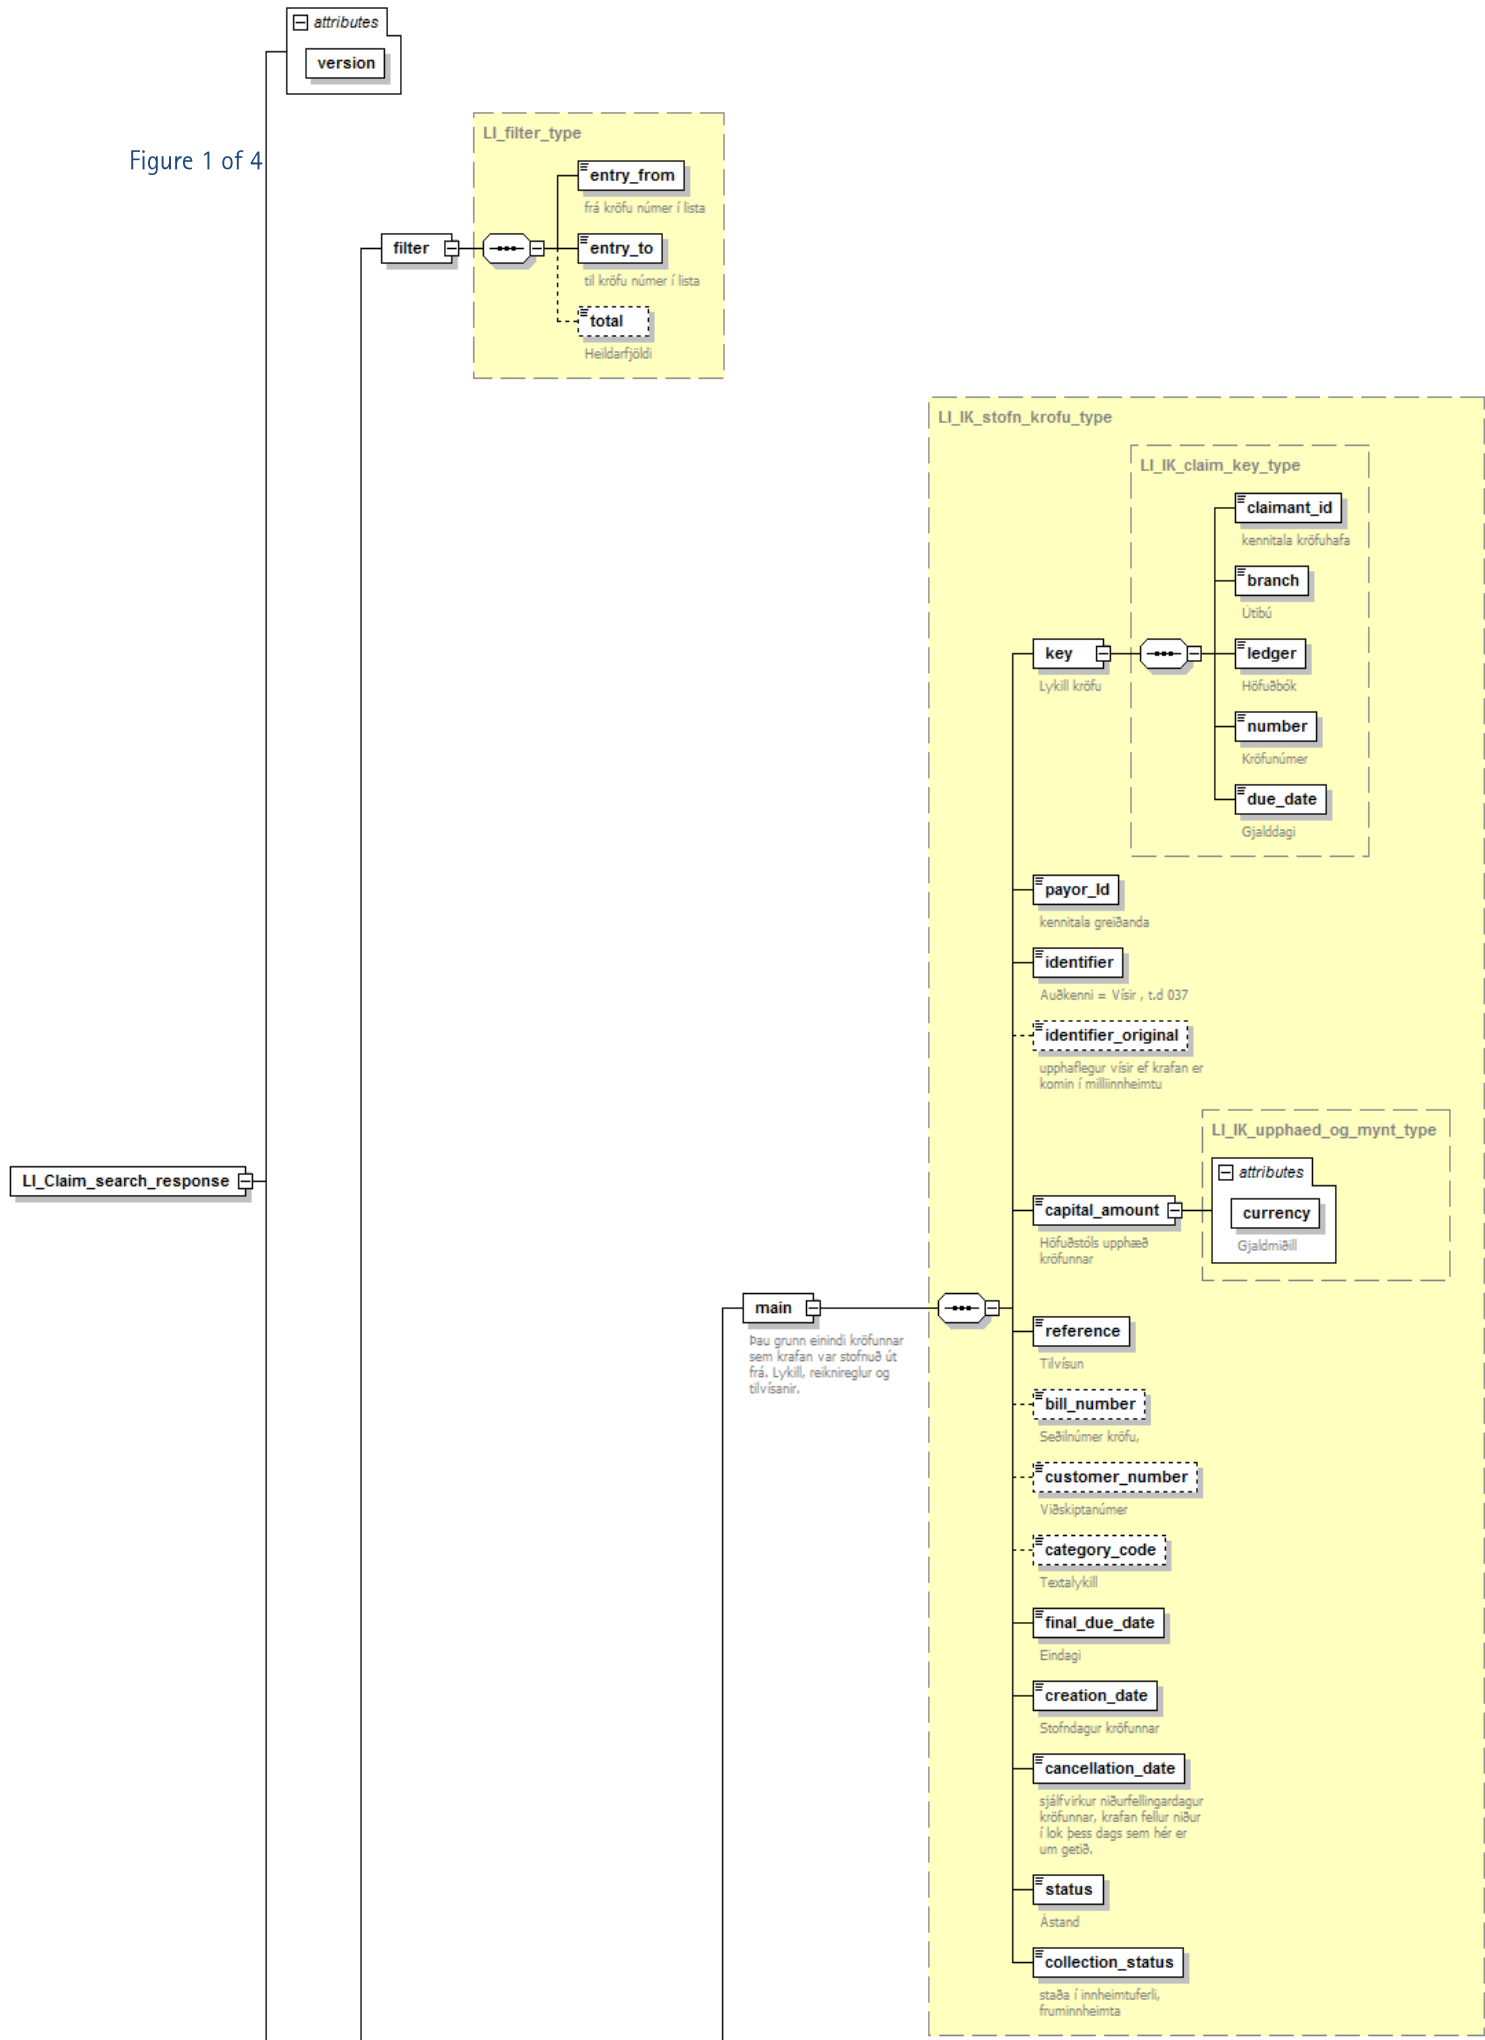 attributes
version
Figure 1 of 4
LI_filter_type
entry_from
frá kröfu númer í lista
filter
entry_to
til kröfu númer í lista
total
Heildarfjöldi
LI_IK_stofn_krofu_type
LI_IK_claim_key_type
claimant_id
kennitala kröfuhafa
branch
Útibú
key
Lykill kröfu
ledger
Höfuðbók
number
Kröfunúmer
due_date
Gjalddagi
payor_Id
kennitala greiðanda
identifier
Auðkenni = Vísir , t.d 037
identifier_original
upphaflegur vísir ef krafan er
komin í milliinnheimtu
LI_IK_upphaed_og_mynt_type
attributes
LI_Claim_search_response
capital_amount
Höfuðstóls upphæð
kröfunnar
currency
Gjaldmiðill
main
Þau grunn einindi kröfunnar
sem krafan var stofnuð út
frá. Lykill, reiknireglur og
tilvísanir.
reference
Tilvísun
bill_number
Seðilnúmer kröfu,
customer_number
Viðskiptanúmer
category_code
Textalykill
final_due_date
Eindagi
creation_date
Stofndagur kröfunnar
cancellation_date
sjálfvirkur niðurfellingardagur
kröfunnar, krafan fellur niður
í lok þess dags sem hér er
um getið.
status
Ástand
collection_status
staða í innheimtuferli,
fruminnheimta